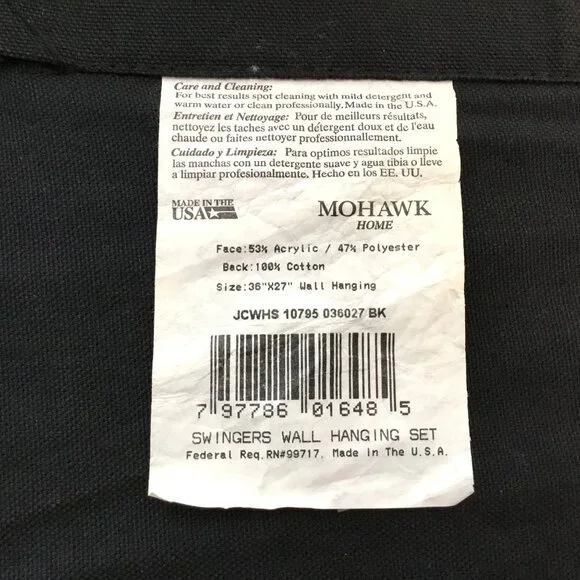 Care and Cleaning:
For best results spot cleaning with mild detergent and
warm water or clean professionally. Made in the U.S.A.
Entretien et Nettoyage: Pour de meilleurs résultats,
nettoyez les taches avec un détergent doux et de l'eau
chaude ou faites nettoyer professionnallement.
Cuidado y Limpieza: Para optimos resultados limpie
las manchas con un detergente suave y agua tibia o lleve
a limpiar profesionalmente. Hecho en los EE. UU.
MADE IN THE
USA
MOHAWK
HOME
Face:53% Acrylic / 47% Polyester
Back:100% Cotton
Size:36"X27" Wall Hanging
JCWHS 10795 036027 BK
7 97786 01648 5
SWINGERS WALL HANGING SET
Federal Req.RN#99717. Made In The U.S.A.